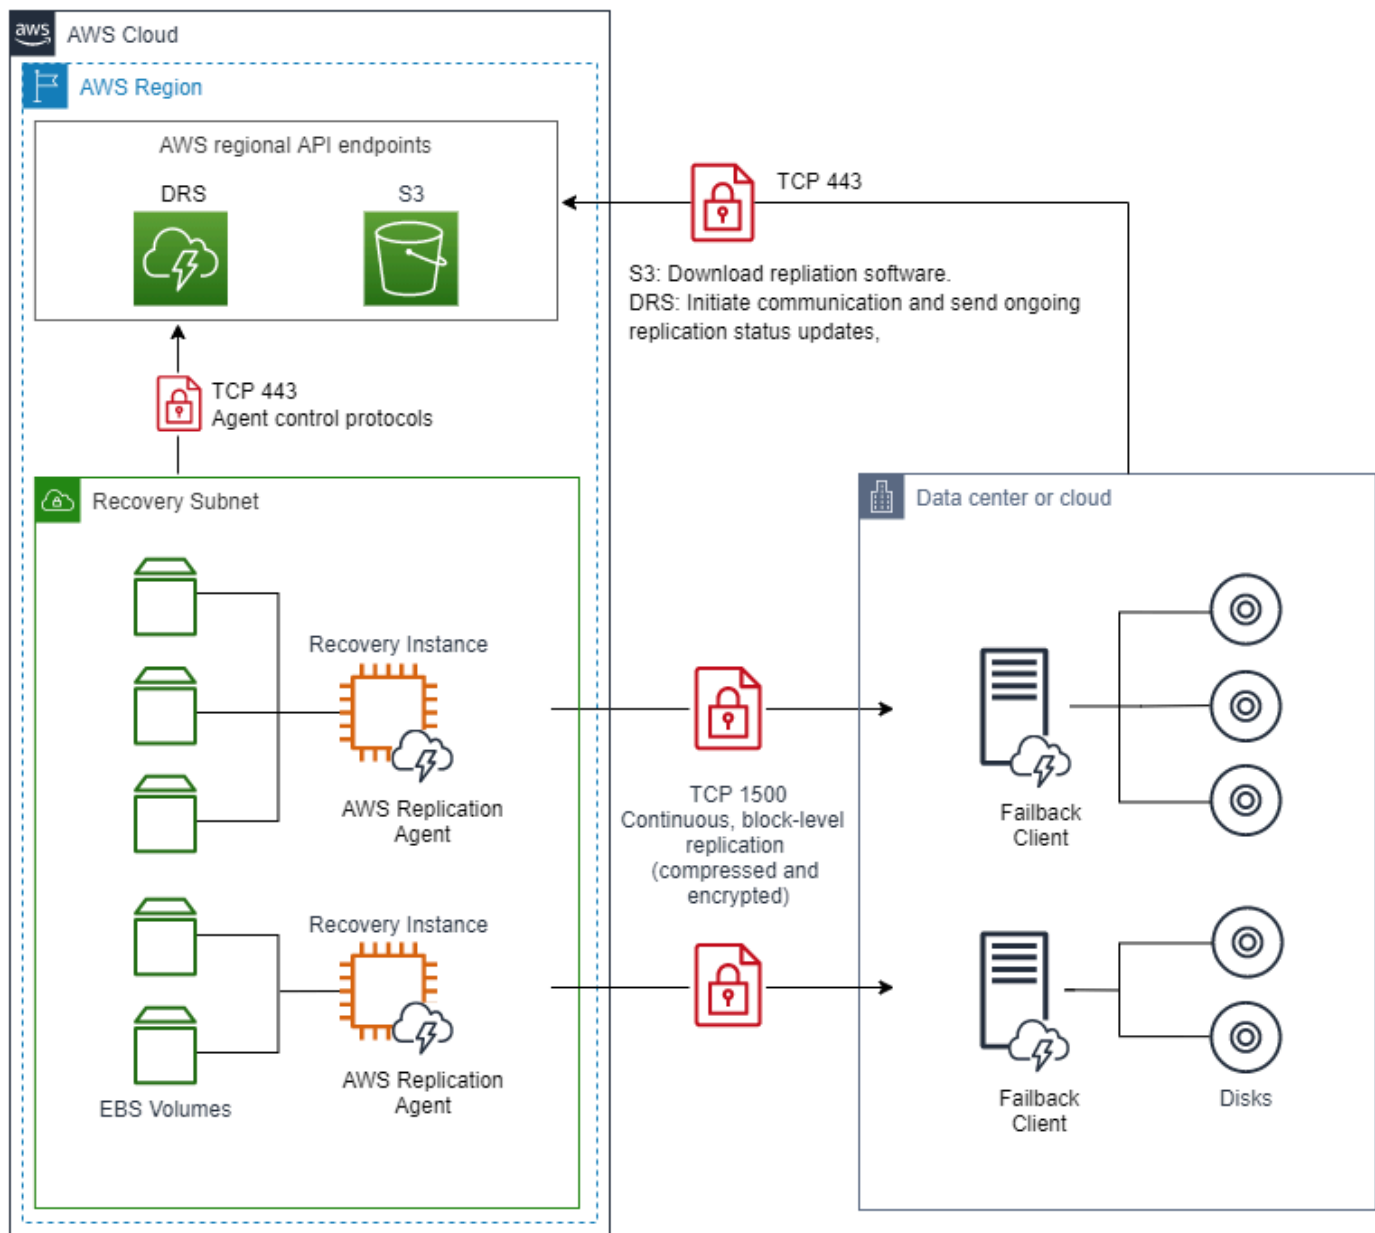 aws
AWS Cloud
AWS Region
AWS regional API endpoints
DRS
S3
TCP 443
S3: Download repliation software.
DRS: Initiate communication and send ongoing
replication status updates,
TCP 443
Agent control protocols
Recovery Subnet
Data center or cloud
Recovery Instance
AWS Replication
Agent
TCP 1500
Continuous, block-level
replication
(compressed and
encrypted)
Failback
Client
Recovery Instance
AWS Replication
Agent
EBS Volumes
Failback
Client
Disks